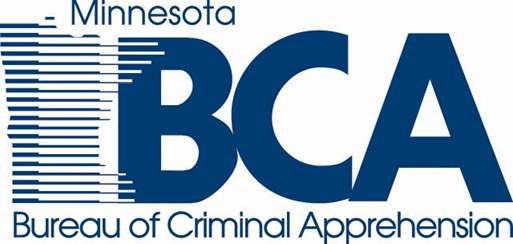 Minnesota
BCA
Bureau of Criminal Apprehension